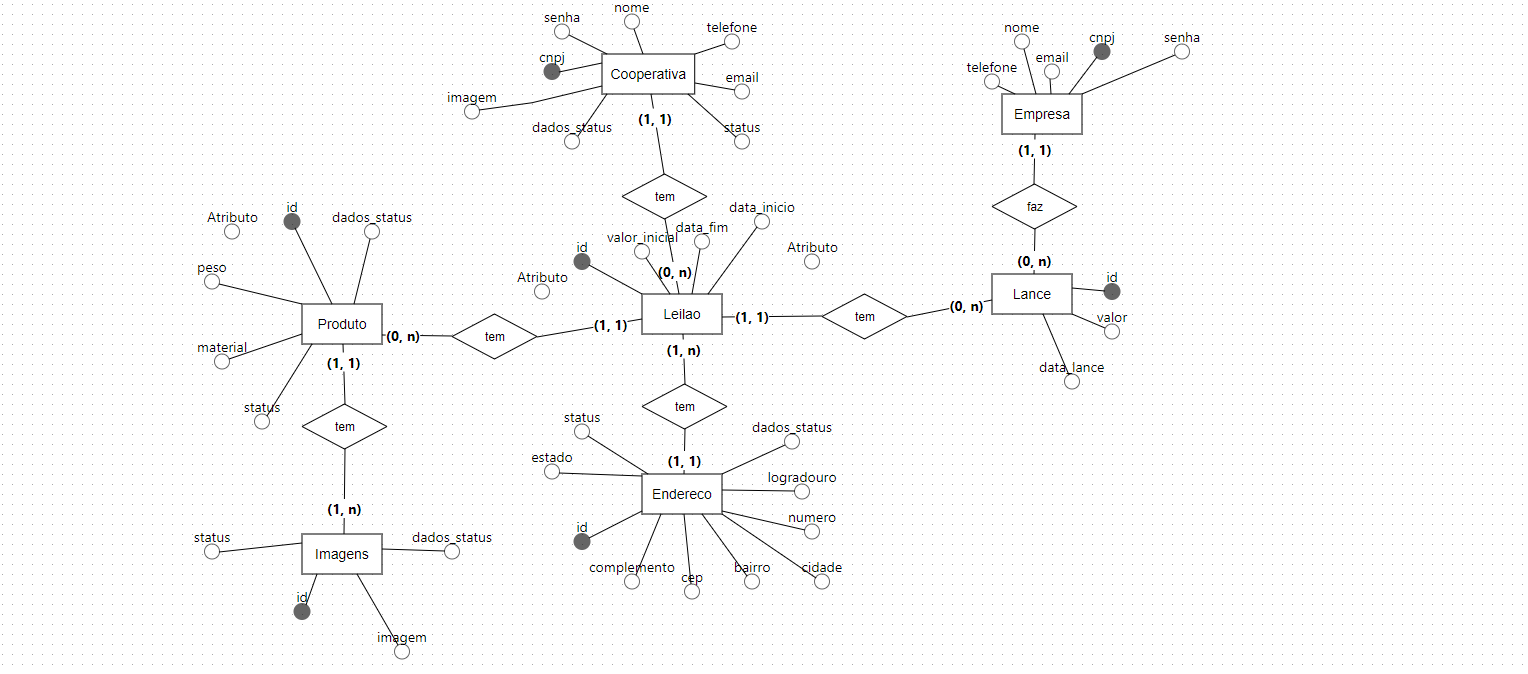 nome
senha
telefone
cnpj
Cooperativa
email
imagem
dados_status
(1, 1)
status
nome
cnpj
senha
telefone
email
Empresa
(1, 1)
tem
faz
(0, n)
Atributo
id
dados_status
peso
Produto
(0, n)
material
(1, 1)
status
tem
data_inicio
data_fim
valor_inicial
id
(0, n)
Atributo
Atributo
Leilao
(1, 1)
(1, 1)
(1, n)
tem
(0, n)
Lance
id
valor
data_lance
tem
tem
(1, n)
status
dados_status
Imagens
id
imagem
(1, 1)
status
dados_status
estado
logradouro
Endereco
numero
id
complemento
cep
bairro
cidade